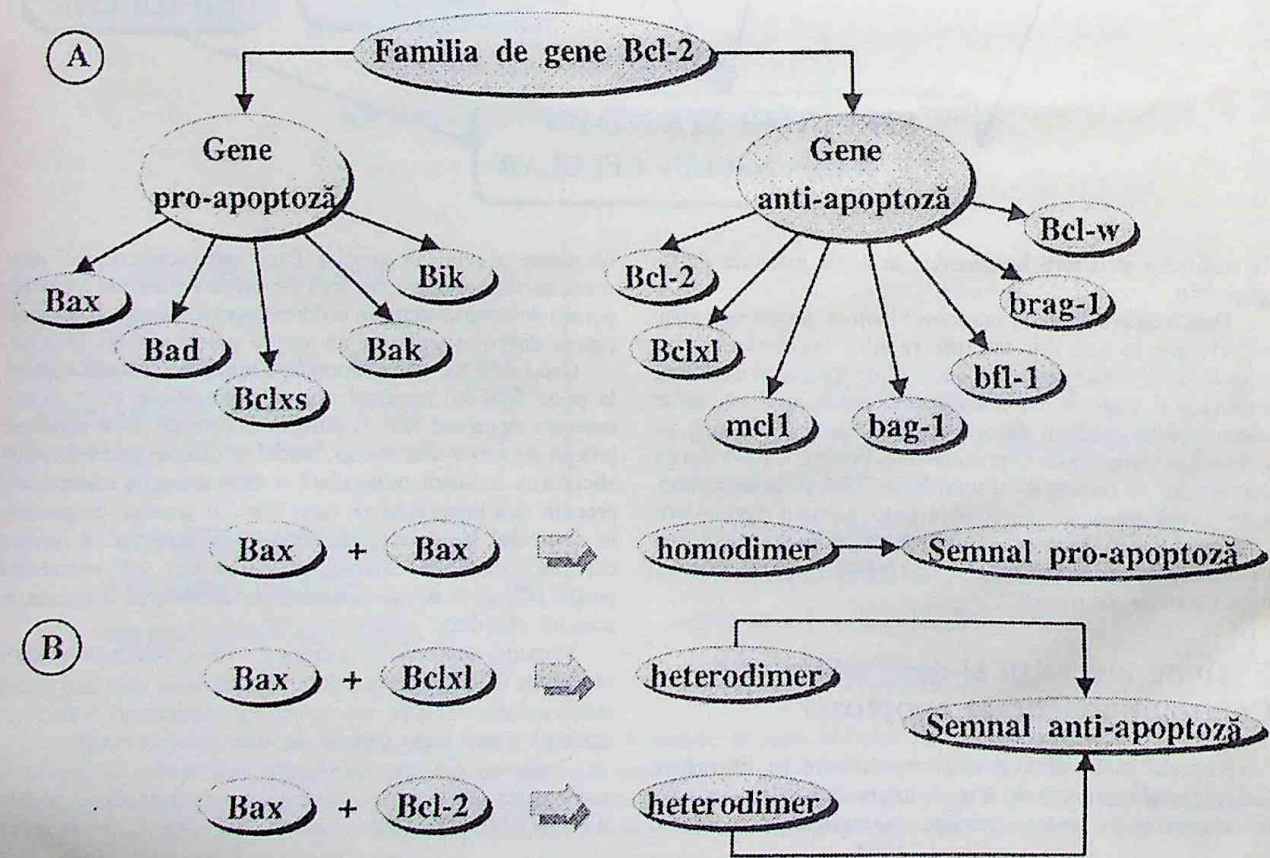 A
Familia de gene Bcl-2
Gene
pro-apoptoză
Gene
anti-apoptoză
Bax
Bad
Bclxs
Bak
Bik
Bcl-2
Bclxl
mcl1
bag-1
bfl-1
brag-1
Bcl-w
Bax + Bax homodimer Semnal pro-apoptoză
B
Bax + Bclxl heterodimer
Semnal anti-apoptoză
Bax + Bcl-2 heterodimer